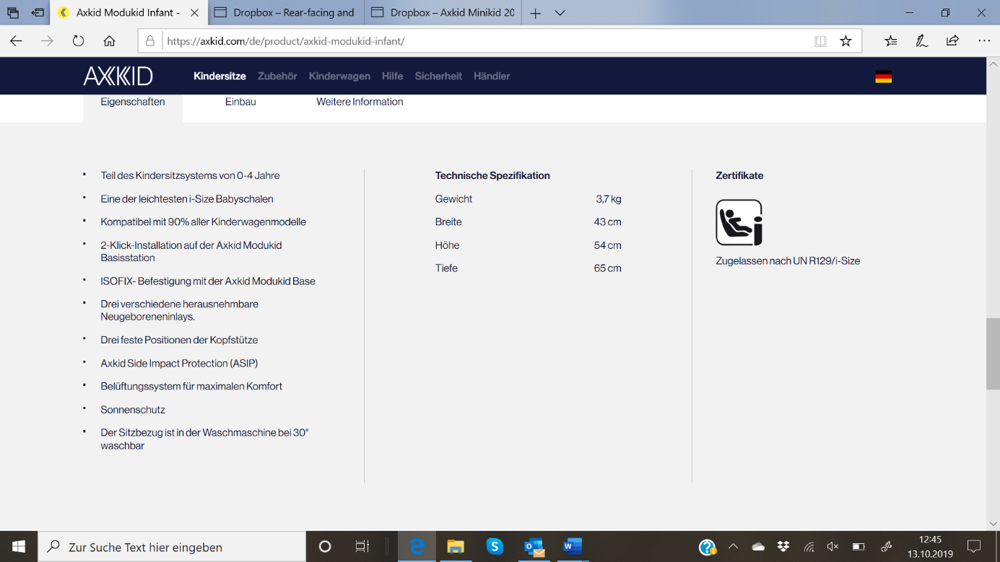 Axkid Modukid Infant -
Dropbox – Rear-facing and
Dropbox – Axkid Minikid 20
https://axkid.com/de/product/axkid-modukid-infant/
AXKID
Kindersitze Zubehör Kinderwagen Hilfe Sicherheit Händler
Eigenschaften Einbau Weitere Information
Teil des Kindersitzsystems von 0-4 Jahre
Eine der leichtesten i-Size Babyschalen
Kompatibel mit 90% aller Kinderwagenmodelle
2-Klick-Installation auf der Axkid Modukid
Basisstation
ISOFIX- Befestigung mit der Axkid Modukid Base
Drei verschiedene herausnehmbare
Neugeboreneninlays.
Drei feste Positionen der Kopfstütze
Axkid Side Impact Protection (ASIP)
Belüftungssystem für maximalen Komfort
Sonnenschutz
Der Sitzbezug ist in der Waschmaschine bei 30°
waschbar
Technische Spezifikation
Gewicht 3,7 kg
Breite 43 cm
Höhe 54 cm
Tiefe 65 cm
Zertifikate
Zugelassen nach UN R129/i-Size
Zur Suche Text hier eingeben
12:45
13.10.2019